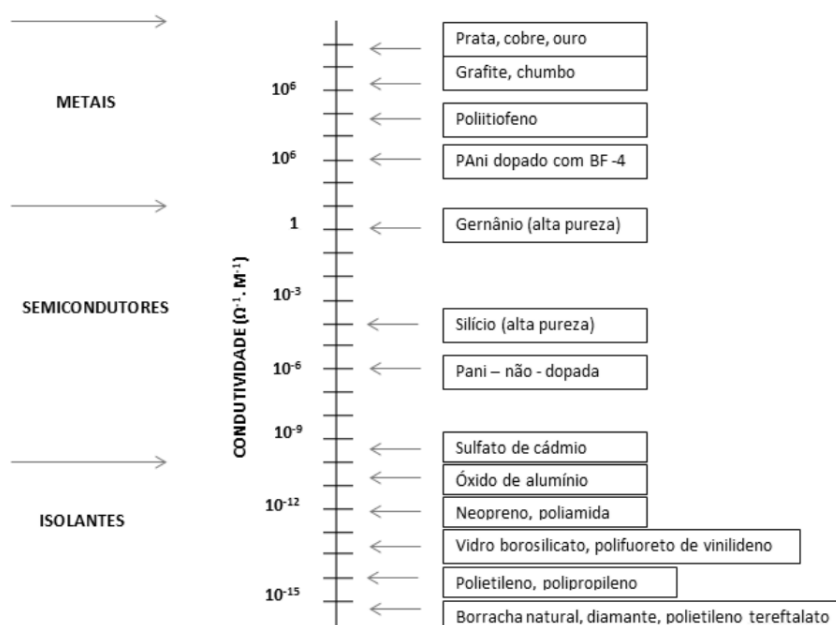 Prata, cobre, ouro
Grafite, chumbo
10⁶
METAIS
Poliitiofeno
10⁶
PAni dopado com BF -4
1
Gernânio (alta pureza)
CONDUTIVIDADE (Ω⁻¹. M⁻¹)
10⁻³
SEMICONDUTORES
Silício (alta pureza)
10⁻⁶
Pani – não - dopada
10⁻⁹
Sulfato de cádmio
Óxido de alumínio
10⁻¹²
Neopreno, poliamida
ISOLANTES
Vidro borosilicato, polifuoreto de vinilideno
Polietileno, polipropileno
10⁻¹⁵
Borracha natural, diamante, polietileno tereftalato